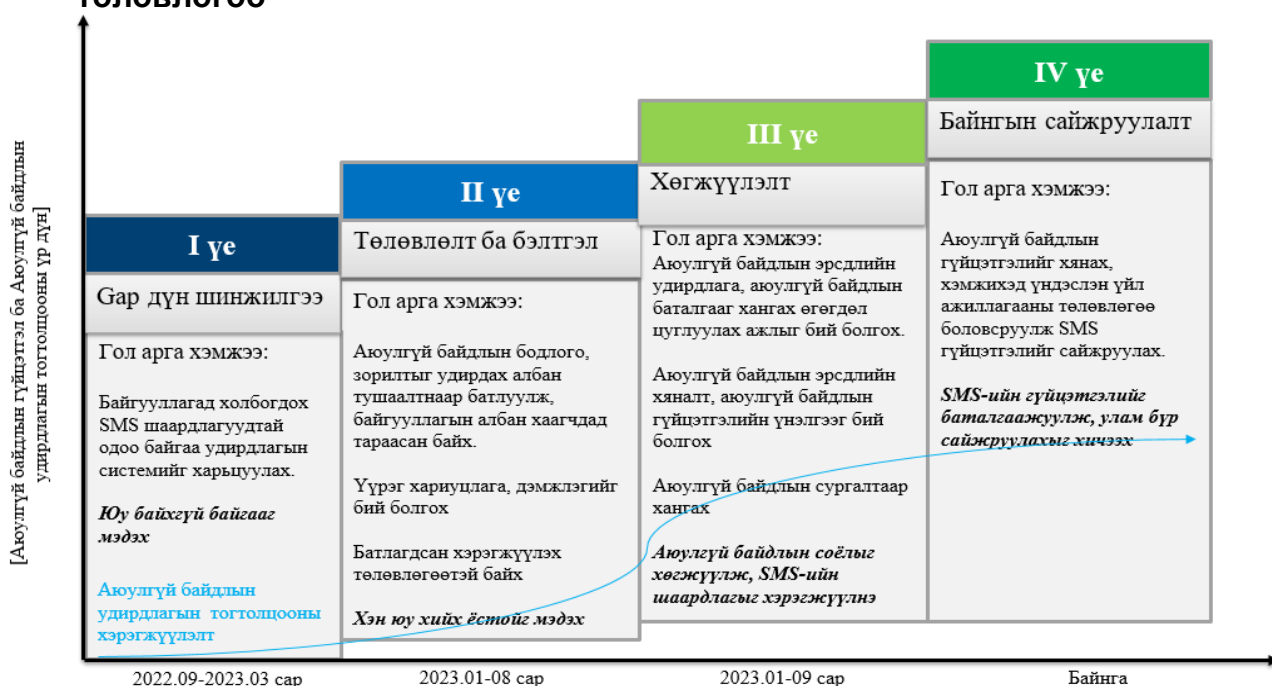 төлөвлөгөө
[Аюулгүй байдлын гүйцэтгэл ба Аюулгүй байдлын
удирдлагын тогтолцооны үр дүн]
I үе
Gap дүн шинжилгээ
Гол арга хэмжээ:
Байгууллагад холбогдох
SMS шаардлагуудтай
одоо байгаа удирдлагын
системийг харьцуулах.
Юу байхгүй байгааг
мэдэх
Аюулгүй байдлын
удирдлагын тогтолцооны
хэрэгжүүлэлт
2022.09-2023.03 сар
II үе
Төлөвлөлт ба бэлтгэл
Гол арга хэмжээ:
Аюулгүй байдлын бодлого,
зорилтыг удирдах албан
тушаалтнаар батлуулж,
байгууллагын албан хаагчдад
тараасан байх.
Үүрэг хариуцлага, дэмжлэгийг
бий болгох
Батлагдсан хэрэгжүүлэх
төлөвлөгөөтэй байх
Хэн юу хийх ёстойг мэдэх
2023.01-08 сар
III үе
Хөгжүүлэлт
Гол арга хэмжээ:
Аюулгүй байдлын эрсдлийн
удирдлага, аюулгүй байдлын
баталгааг хангах өгөгдөл
цуглуулах ажлыг бий болгох.
Аюулгүй байдлын эрсдлийн
хяналт, аюулгүй байдлын
гүйцэтгэлийн үнэлгээг бий
болгох
Аюулгүй байдлын сургалтаар
хангах
Аюулгүй байдлын соёлыг
хөгжүүлж, SMS-ийн
шаардлагыг хэрэгжүүлнэ
2023.01-09 сар
IV үе
Байнгын сайжруулалт
Гол арга хэмжээ:
Аюулгүй байдлын
гүйцэтгэлийг хянах,
хэмжихэд үндэслэн үйл
ажиллагааны төлөвлөгөө
боловсруулж SMS
гүйцэтгэлийг сайжруулах.
SMS-ийн гүйцэтгэлийг
баталгаажуулж, улам бүр
сайжруулахыг хичээх
Байнга